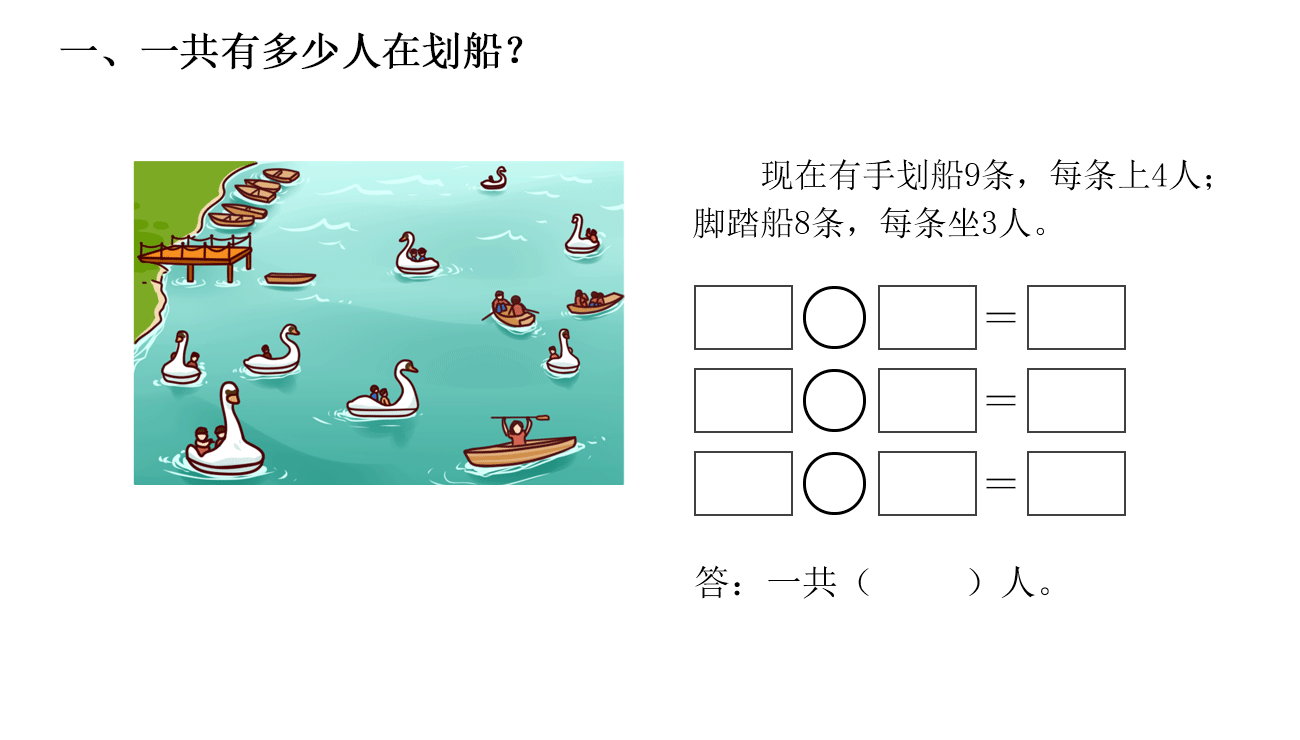 一、一共有多少人在划船？
现在有手划船9条，每条上4人；
脚踏船8条，每条坐3人。
=
=
=
答：一共（　　）人。